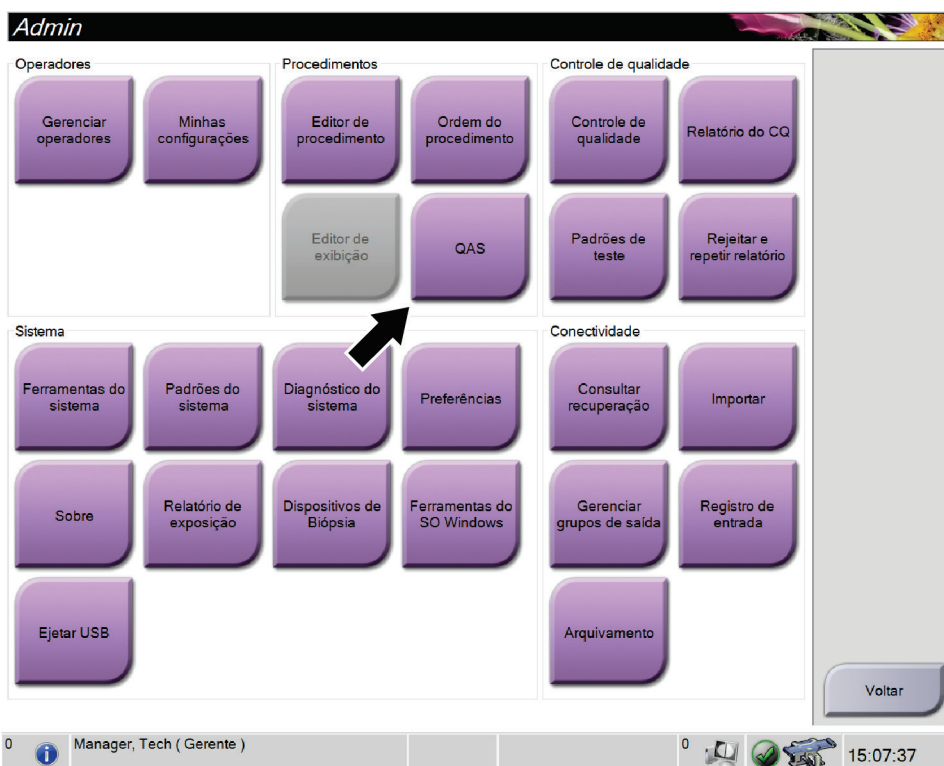 Admin
Operadores
Gerenciar
operadores
Minhas
configurações
Procedimentos
Editor de
procedimento
Ordem do
procedimento
Editor de
exibição
QAS
Controle de qualidade
Controle de
qualidade
Relatório do CQ
Padrões de
teste
Rejeitar e
repetir relatório
Sistema
Ferramentas do
sistema
Padrões do
sistema
Diagnóstico do
sistema
Preferências
Sobre
Relatório de
exposição
Dispositivos de
Biópsia
Ferramentas do
SO Windows
Ejetar USB
Conectividade
Consultar
recuperação
Importar
Gerenciar
grupos de saída
Registro de
entrada
Arquivamento
Voltar
0
Manager, Tech ( Gerente )
0
15:07:37